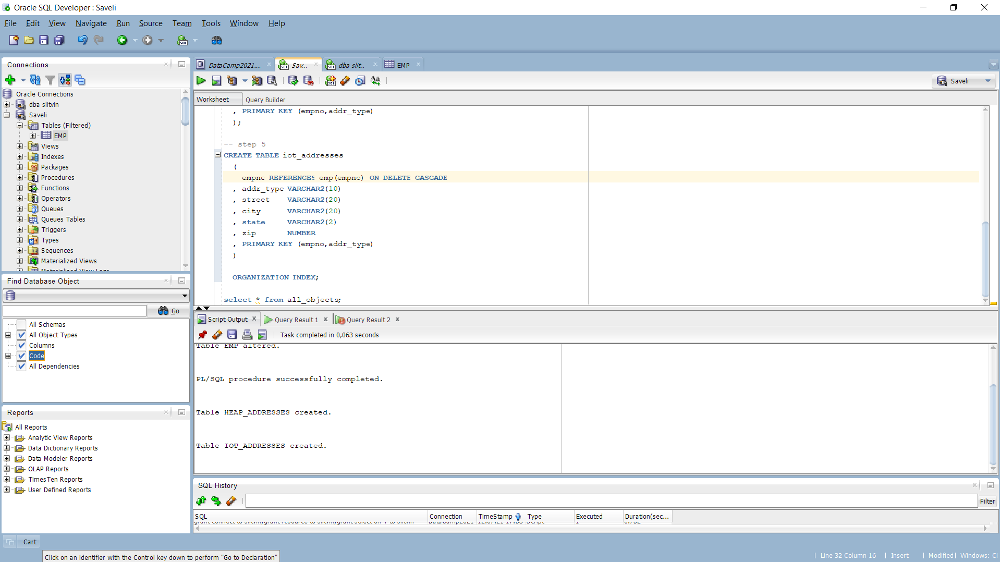 Oracle SQL Developer : Saveli
File Edit View Navigate Run Source Team Tools Window Help
Connections
Oracle Connections
dba slitvin
Saveli
Tables (Filtered)
EMP
Views
Indexes
Packages
Procedures
Functions
Operators
Queues
Queues Tables
Triggers
Types
Sequences
Materialized Views
Materialized View Logs
Find Database Object
Go
All Schemas
All Object Types
Columns
Code
All Dependencies
Reports
All Reports
Analytic View Reports
Data Dictionary Reports
Data Modeler Reports
OLAP Reports
TimesTen Reports
User Defined Reports
DataCamp2021.... Sav... dba slit.. EMP
Saveli
Worksheet Query Builder
, PRIMARY KEY (empno,addr_type)
);
-- step 5
CREATE TABLE iot_addresses
(
empno REFERENCES emp(empno) ON DELETE CASCADE
, addr_type VARCHAR2(10)
, street VARCHAR2(20)
, city VARCHAR2(20)
, state VARCHAR2(2)
, zip NUMBER
, PRIMARY KEY (empno,addr_type)
)
ORGANIZATION INDEX;
select * from all_objects;
Script Output Query Result 1 Query Result 2
Task completed in 0,063 seconds
Table EMP altered.
PL/SQL procedure successfully completed.
Table HEAP_ADDRESSES created.
Table IOT_ADDRESSES created.
SQL History
Filter
SQL Connection TimeStamp Type Executed Duration(sec...
Cart
Click on an identifier with the Control key down to perform "Go to Declaration"
Line 32 Column 16 Insert Modified Windows: Cl